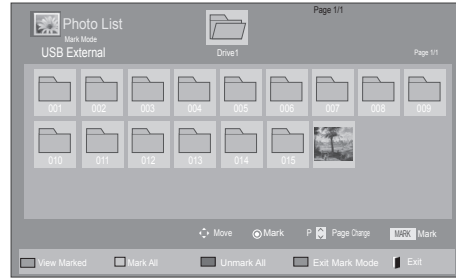 Page 1/1
Photo List
Mark Mode
USB External
Drive1
Page 1/1
001 002 003 004 005 006 007 008 009
010 011 012 013 014 015
Move Mark P Page Change MARK Mark
View Marked Mark All Unmark All Exit Mark Mode Exit